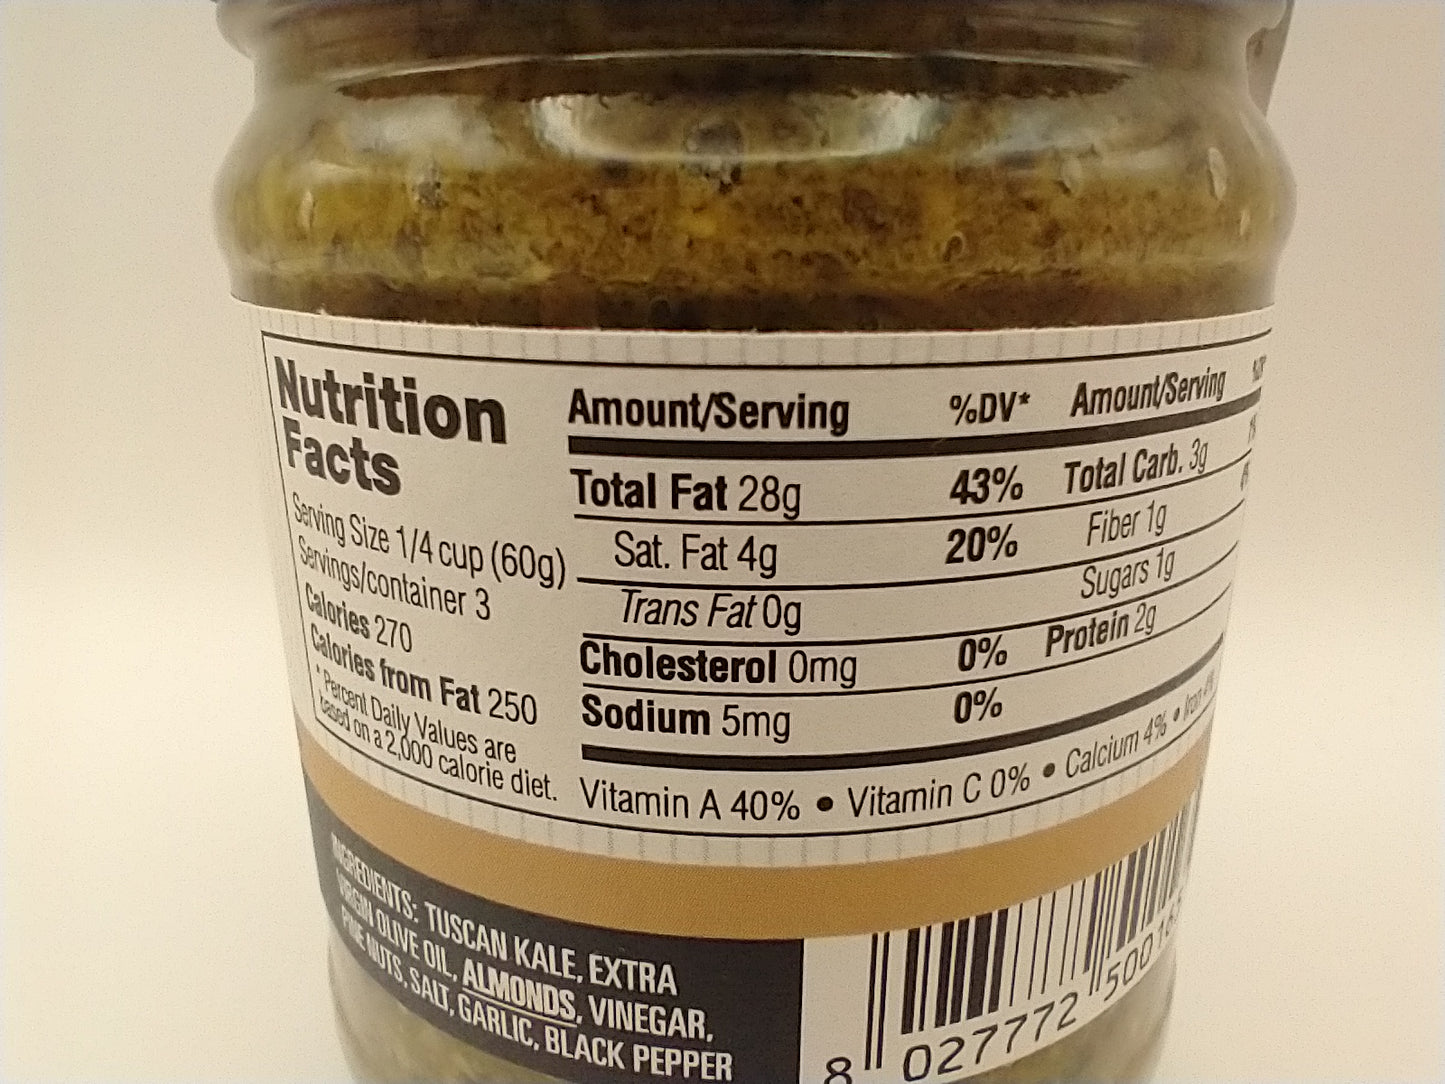 Nutrition
Facts
Serving Size 1/4 cup (60g)
Servings/container 3
Calories 270
Calories from Fat 250
* Percent Daily Values are
based on a 2,000 calorie diet.
Amount/Serving %DV*
Total Fat 28g 43%
Sat. Fat 4g 20%
Trans Fat 0g
Cholesterol 0mg 0%
Sodium 5mg 0%
Amount/Serving
Total Carb. 3g
Fiber 1g
Sugars 1g
Protein 2g
Vitamin A 40% • Vitamin C 0% • Calcium 4% • Iron
INGREDIENTS: TUSCAN KALE, EXTRA
VIRGIN OLIVE OIL, ALMONDS, VINEGAR,
PINE NUTS, SALT, GARLIC, BLACK PEPPER
8 027772